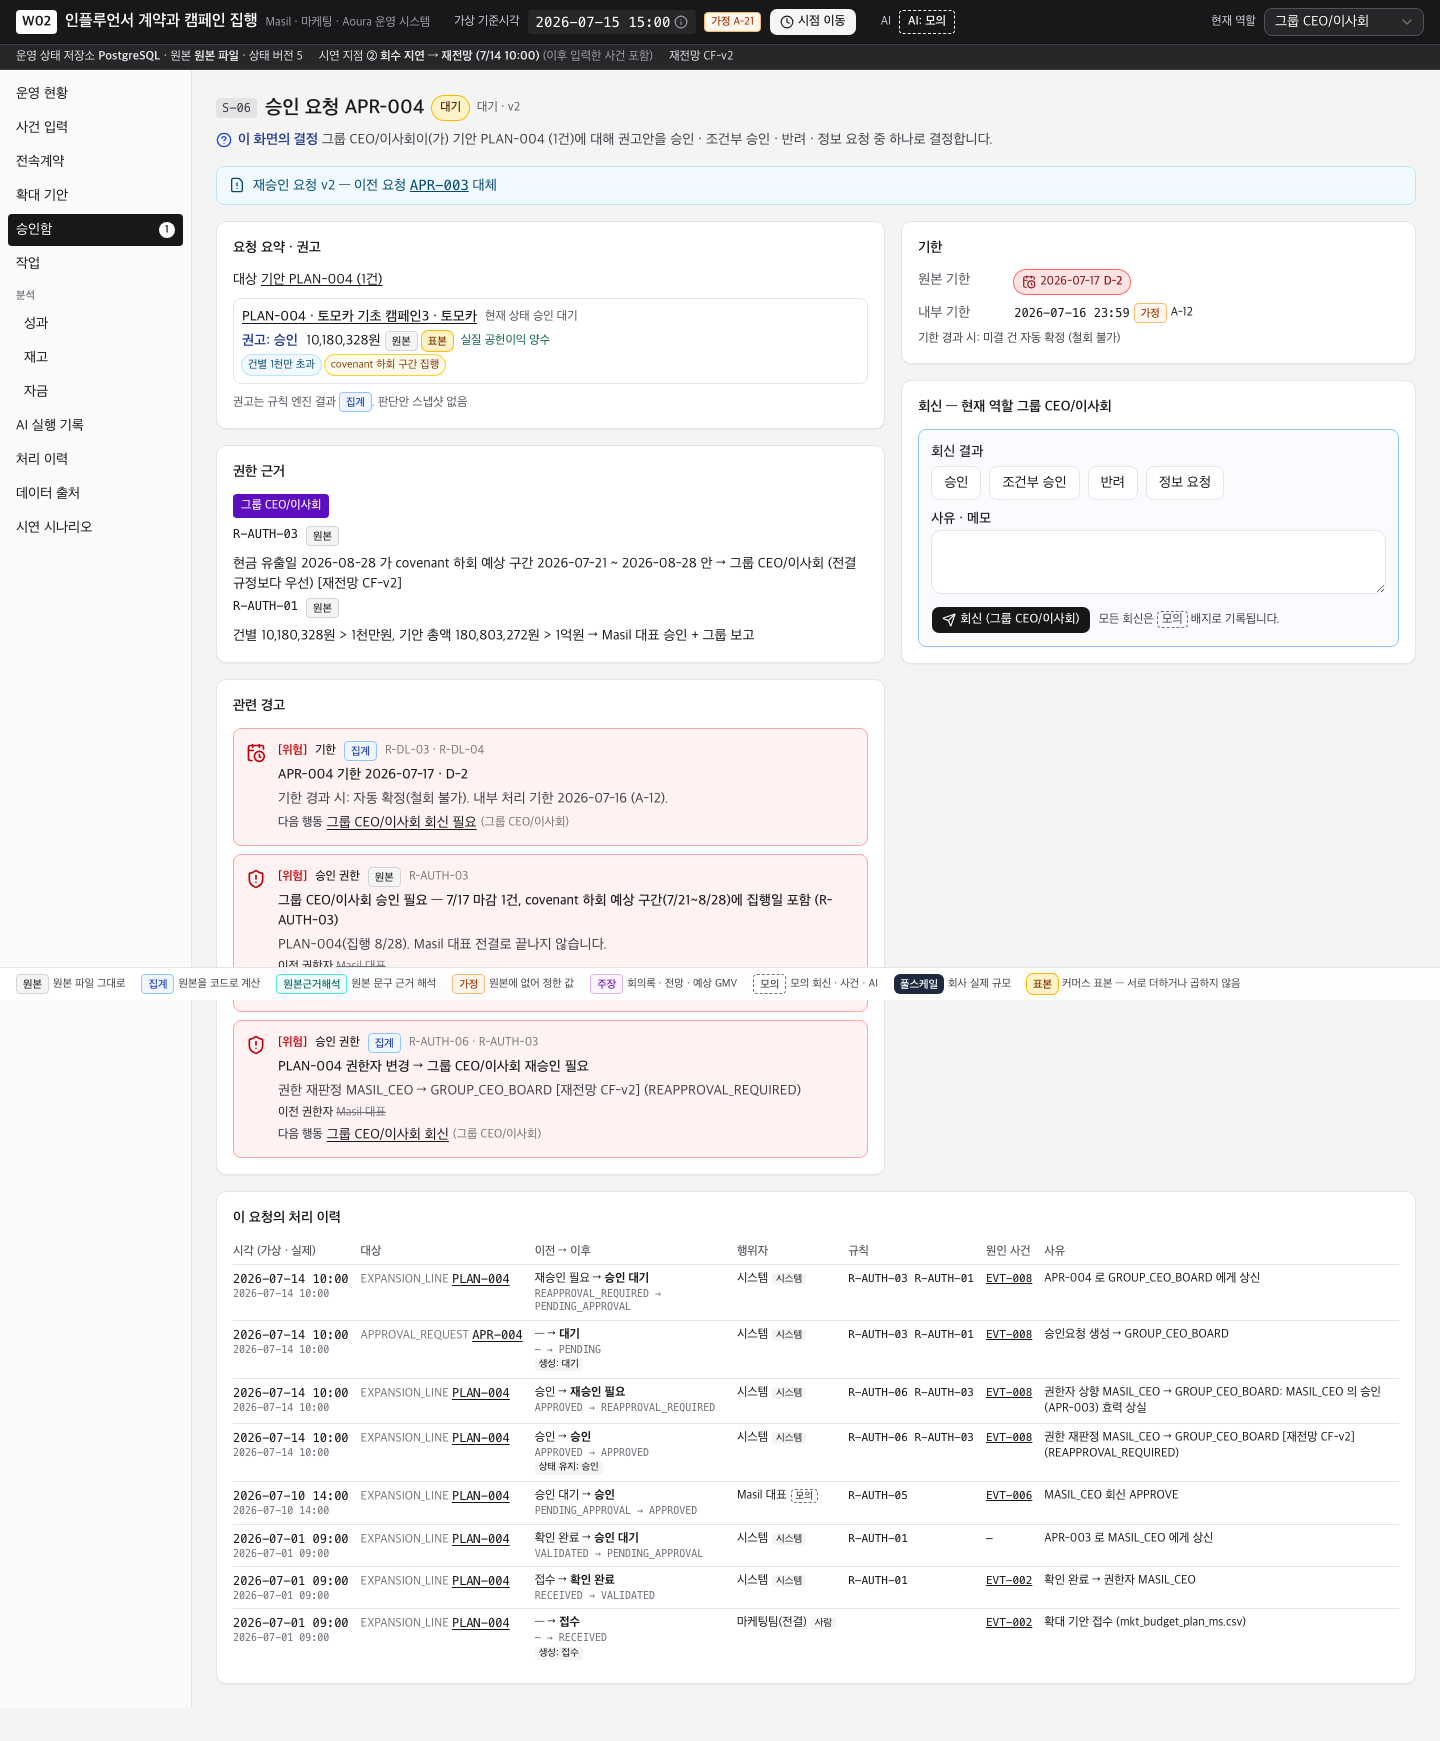 W02 인플루언서 계약과 캠페인 집행 Masil · 마케팅 · Aoura 운영 시스템 가상 기준시각 2026-07-15 15:00 가정 A-21 시점 이동 AI AI: 모의 현재 역할 그룹 CEO/이사회
운영 상태 저장소 PostgreSQL · 원본 원본 파일 · 상태 버전 5 시연 지점 ② 회수 지연 → 재전망 (7/14 10:00) (이후 입력한 사건 포함) 재전망 CF-v2
운영 현황
사건 입력
전속계약
확대 기안
승인함 1
작업
분석
성과
재고
자금
AI 실행 기록
처리 이력
데이터 출처
시연 시나리오
S-06 승인 요청 APR-004 대기 대기 · v2
이 화면의 결정 그룹 CEO/이사회이(가) 기안 PLAN-004 (1건)에 대해 권고안을 승인 · 조건부 승인 · 반려 · 정보 요청 중 하나로 결정합니다.
재승인 요청 v2 — 이전 요청 APR-003 대체
요청 요약 · 권고
대상 기안 PLAN-004 (1건)
PLAN-004 · 토모카 기초 캠페인3 · 토모카 현재 상태 승인 대기
권고: 승인 10,180,328원 원본 표본 실질 공헌이익 양수
건별 1천만 초과 covenant 하회 구간 집행
권고는 규칙 엔진 결과 집계 . 판단안 스냅샷 없음
기한
원본 기한 2026-07-17 D-2
내부 기한 2026-07-16 23:59 가정 A-12
기한 경과 시: 미결 건 자동 확정 (철회 불가)
회신 — 현재 역할 그룹 CEO/이사회
회신 결과
승인 조건부 승인 반려 정보 요청
사유 · 메모
회신 (그룹 CEO/이사회) 모든 회신은 모의 배지로 기록됩니다.
권한 근거
그룹 CEO/이사회
R-AUTH-03 원본
현금 유출일 2026-08-28 가 covenant 하회 예상 구간 2026-07-21 ~ 2026-08-28 안 → 그룹 CEO/이사회 (전결
규정보다 우선) [재전망 CF-v2]
R-AUTH-01 원본
건별 10,180,328원 > 1천만원, 기안 총액 180,803,272원 > 1억원 → Masil 대표 승인 + 그룹 보고
관련 경고
[위험] 기한 집계 R-DL-03 · R-DL-04
APR-004 기한 2026-07-17 · D-2
기한 경과 시: 자동 확정(철회 불가). 내부 처리 기한 2026-07-16 (A-12).
다음 행동 그룹 CEO/이사회 회신 필요 (그룹 CEO/이사회)
[위험] 승인 권한 원본 R-AUTH-03
그룹 CEO/이사회 승인 필요 — 7/17 마감 1건, covenant 하회 예상 구간(7/21~8/28)에 집행일 포함 (R-
AUTH-03)
PLAN-004(집행 8/28). Masil 대표 전결로 끝나지 않습니다.
이전 권한자 Masil 대표
원본 원본 파일 그대로 집계 원본을 코드로 계산 원본근거해석 원본 문구 근거 해석 가정 원본에 없어 정한 값 주장 회의록 · 전망 · 예상 GMV 모의 모의 회신 · 사건 · AI 풀스케일 회사 실제 규모 표본 커머스 표본 — 서로 더하거나 곱하지 않음
[위험] 승인 권한 집계 R-AUTH-06 · R-AUTH-03
PLAN-004 권한자 변경 → 그룹 CEO/이사회 재승인 필요
권한 재판정 MASIL_CEO → GROUP_CEO_BOARD [재전망 CF-v2] (REAPPROVAL_REQUIRED)
이전 권한자 Masil 대표
다음 행동 그룹 CEO/이사회 회신 (그룹 CEO/이사회)
이 요청의 처리 이력
시각 (가상 · 실제) 대상 이전 → 이후 행위자 규칙 원인 사건 사유
2026-07-14 10:00 EXPANSION_LINE PLAN-004 재승인 필요 → 승인 대기 시스템 시스템 R-AUTH-03 R-AUTH-01 EVT-008 APR-004 로 GROUP_CEO_BOARD 에게 상신
2026-07-14 10:00 REAPPROVAL_REQUIRED →
PENDING_APPROVAL
2026-07-14 10:00 APPROVAL_REQUEST APR-004 — → 대기 시스템 시스템 R-AUTH-03 R-AUTH-01 EVT-008 승인요청 생성 → GROUP_CEO_BOARD
2026-07-14 10:00 — → PENDING
생성: 대기
2026-07-14 10:00 EXPANSION_LINE PLAN-004 승인 → 재승인 필요 시스템 시스템 R-AUTH-06 R-AUTH-03 EVT-008 권한자 상향 MASIL_CEO → GROUP_CEO_BOARD: MASIL_CEO 의 승인
2026-07-14 10:00 APPROVED → REAPPROVAL_REQUIRED (APR-003) 효력 상실
2026-07-14 10:00 EXPANSION_LINE PLAN-004 승인 → 승인 시스템 시스템 R-AUTH-06 R-AUTH-03 EVT-008 권한 재판정 MASIL_CEO → GROUP_CEO_BOARD [재전망 CF-v2]
2026-07-14 10:00 APPROVED → APPROVED (REAPPROVAL_REQUIRED)
상태 유지: 승인
2026-07-10 14:00 EXPANSION_LINE PLAN-004 승인 대기 → 승인 Masil 대표 모의 R-AUTH-05 EVT-006 MASIL_CEO 회신 APPROVE
2026-07-10 14:00 PENDING_APPROVAL → APPROVED
2026-07-01 09:00 EXPANSION_LINE PLAN-004 확인 완료 → 승인 대기 시스템 시스템 R-AUTH-01 — APR-003 로 MASIL_CEO 에게 상신
2026-07-01 09:00 VALIDATED → PENDING_APPROVAL
2026-07-01 09:00 EXPANSION_LINE PLAN-004 접수 → 확인 완료 시스템 시스템 R-AUTH-01 EVT-002 확인 완료 → 권한자 MASIL_CEO
2026-07-01 09:00 RECEIVED → VALIDATED
2026-07-01 09:00 EXPANSION_LINE PLAN-004 — → 접수 마케팅팀(전결) 사람 EVT-002 확대 기안 접수 (mkt_budget_plan_ms.csv)
2026-07-01 09:00 — → RECEIVED
생성: 접수